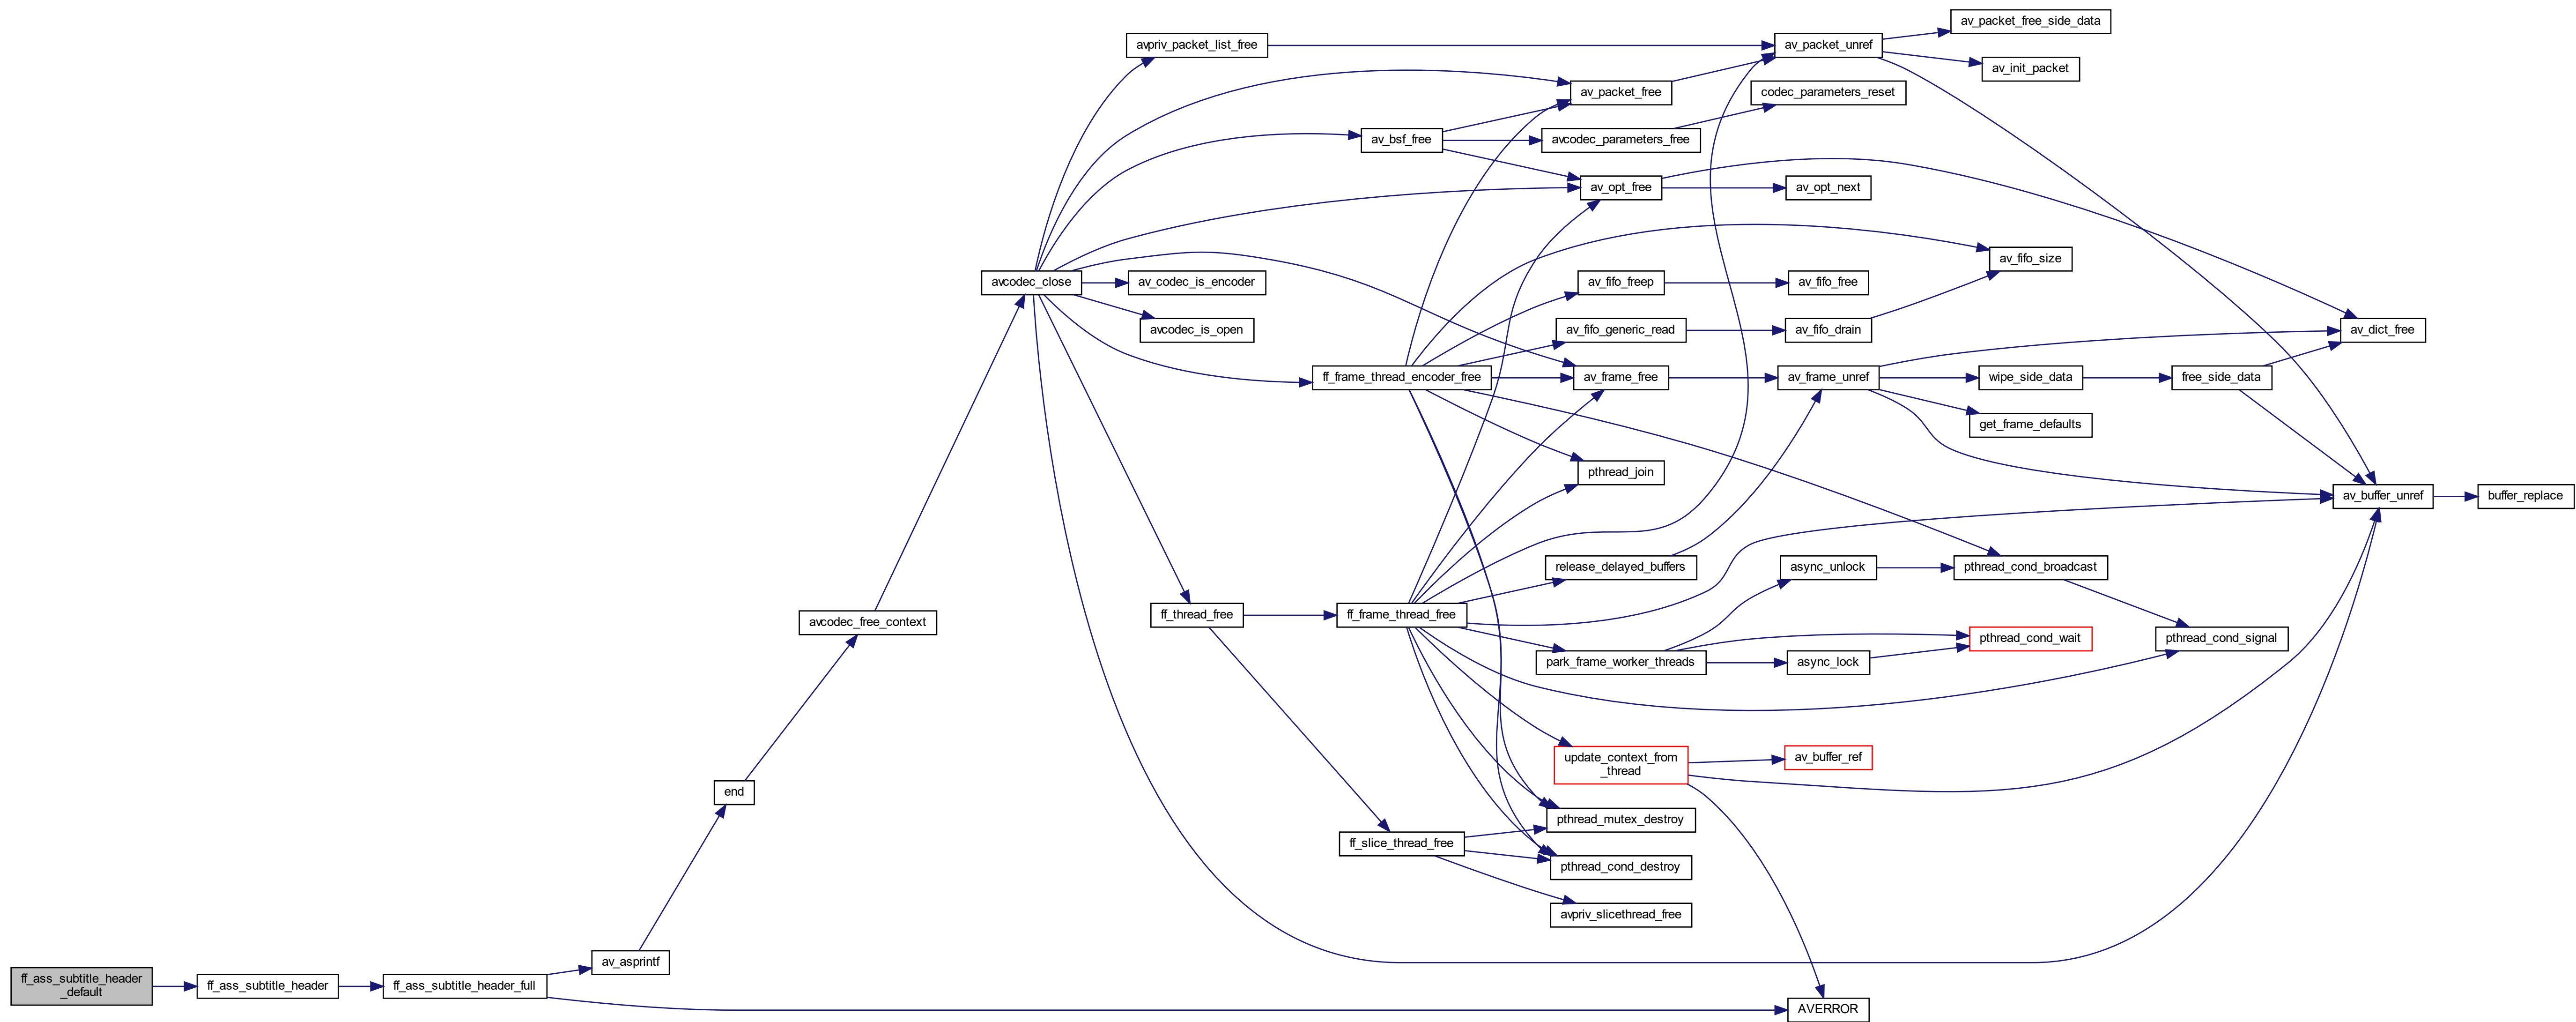 av_packet_free_side_data
avpriv_packet_list_free
av_packet_unref
av_init_packet
av_packet_free
codec_parameters_reset
av_bsf_free
avcodec_parameters_free
av_opt_free
av_opt_next
av_fifo_size
avcodec_close
av_codec_is_encoder
av_fifo_freep
av_fifo_free
avcodec_is_open
av_fifo_generic_read
av_fifo_drain
av_dict_free
ff_frame_thread_encoder_free
av_frame_free
av_frame_unref
wipe_side_data
free_side_data
get_frame_defaults
pthread_join
av_buffer_unref
buffer_replace
release_delayed_buffers
async_unlock
pthread_cond_broadcast
avcodec_free_context
ff_thread_free
ff_frame_thread_free
pthread_cond_wait
pthread_cond_signal
park_frame_worker_threads
async_lock
update_context_from
_thread
av_buffer_ref
end
pthread_mutex_destroy
ff_slice_thread_free
pthread_cond_destroy
avpriv_slicethread_free
av_asprintf
ff_ass_subtitle_header
_default
ff_ass_subtitle_header
ff_ass_subtitle_header_full
AVERROR